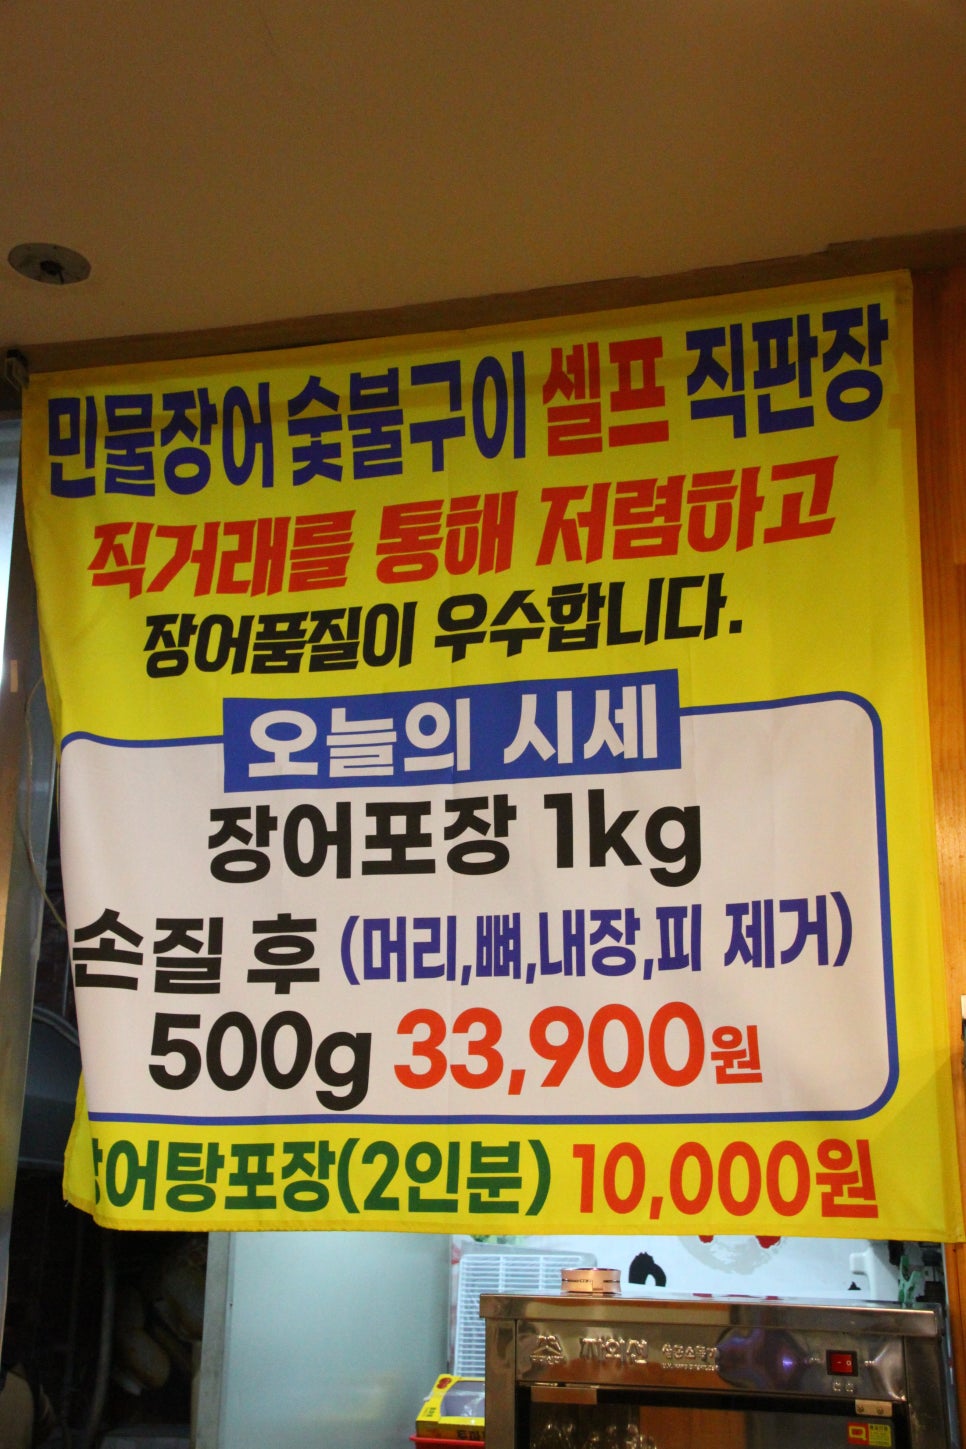 민물장어 숯불구이 셀프 직판장
직거래를 통해 저렴하고
장어품질이 우수합니다.
오늘의 시세
장어포장 1kg
손질 후 (머리,뼈,내장,피 제거)
500g 33,900원
장어탕포장(2인분) 10,000원